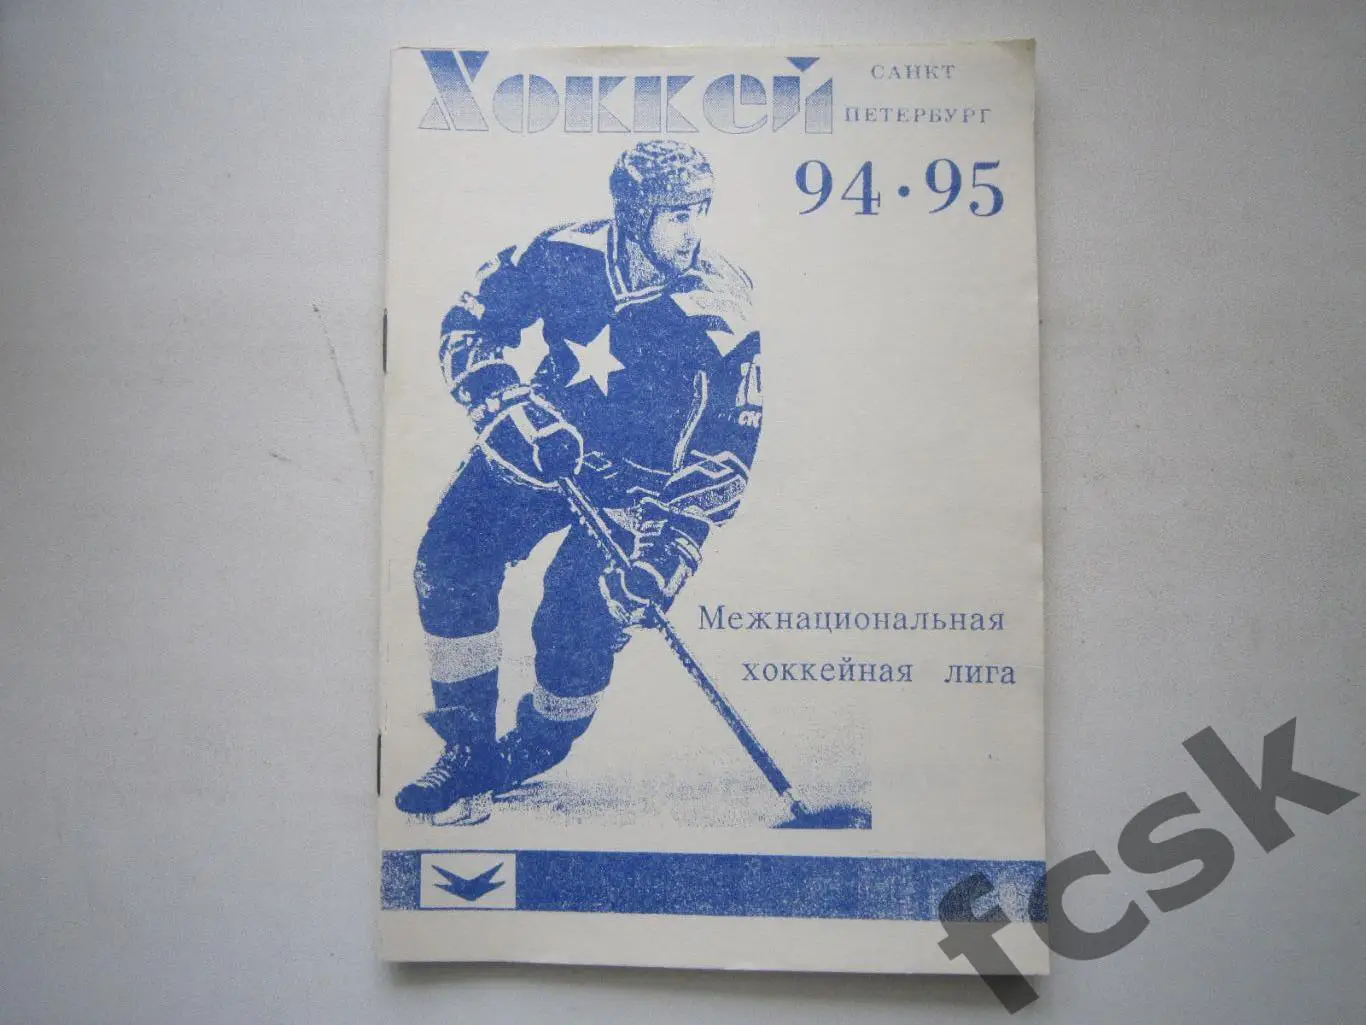 Хоккей
САНКТ
ПЕТЕРБУРГ
94·95
Межнациональная
хоккейная лига
fcsk